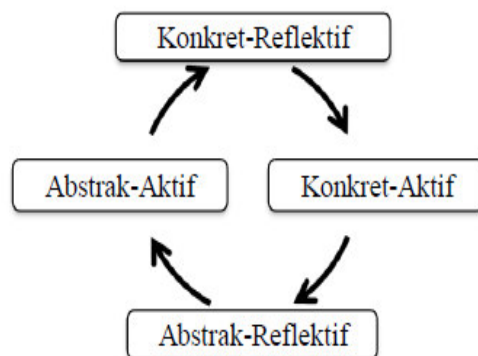 Konkret-Reflektif
Abstrak-Aktif
Konkret-Aktif
Abstrak-Reflektif